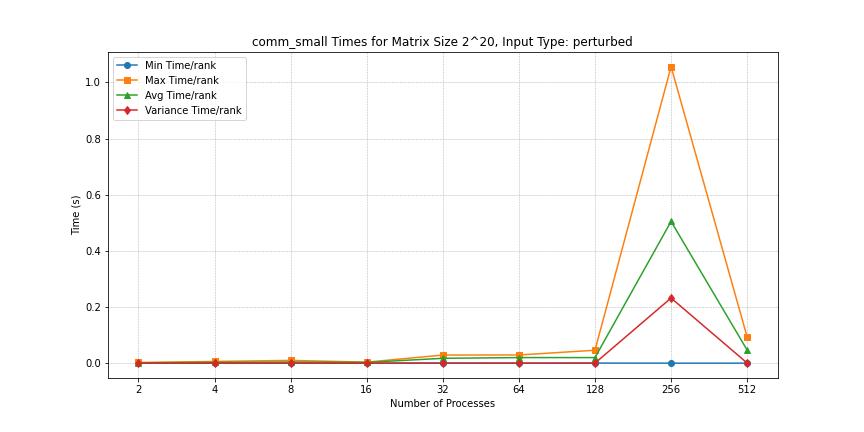 comm_small Times for Matrix Size 2^20, Input Type: perturbed
Min Time/rank
Max Time/rank
Avg Time/rank
Variance Time/rank
Time (s)
1.0
0.8
0.6
0.4
0.2
0.0
2 4 8 16 32 64 128 256 512
Number of Processes